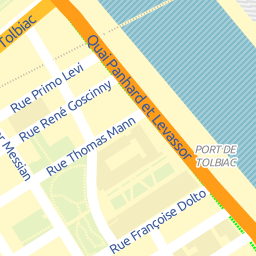 Tolbiac
Quai Panhard et Levassor
Rue Primo Levi
Rue René Goscinny
Rue Thomas Mann
Messian
PORT DE
TOLBIAC
Rue Françoise Dolto